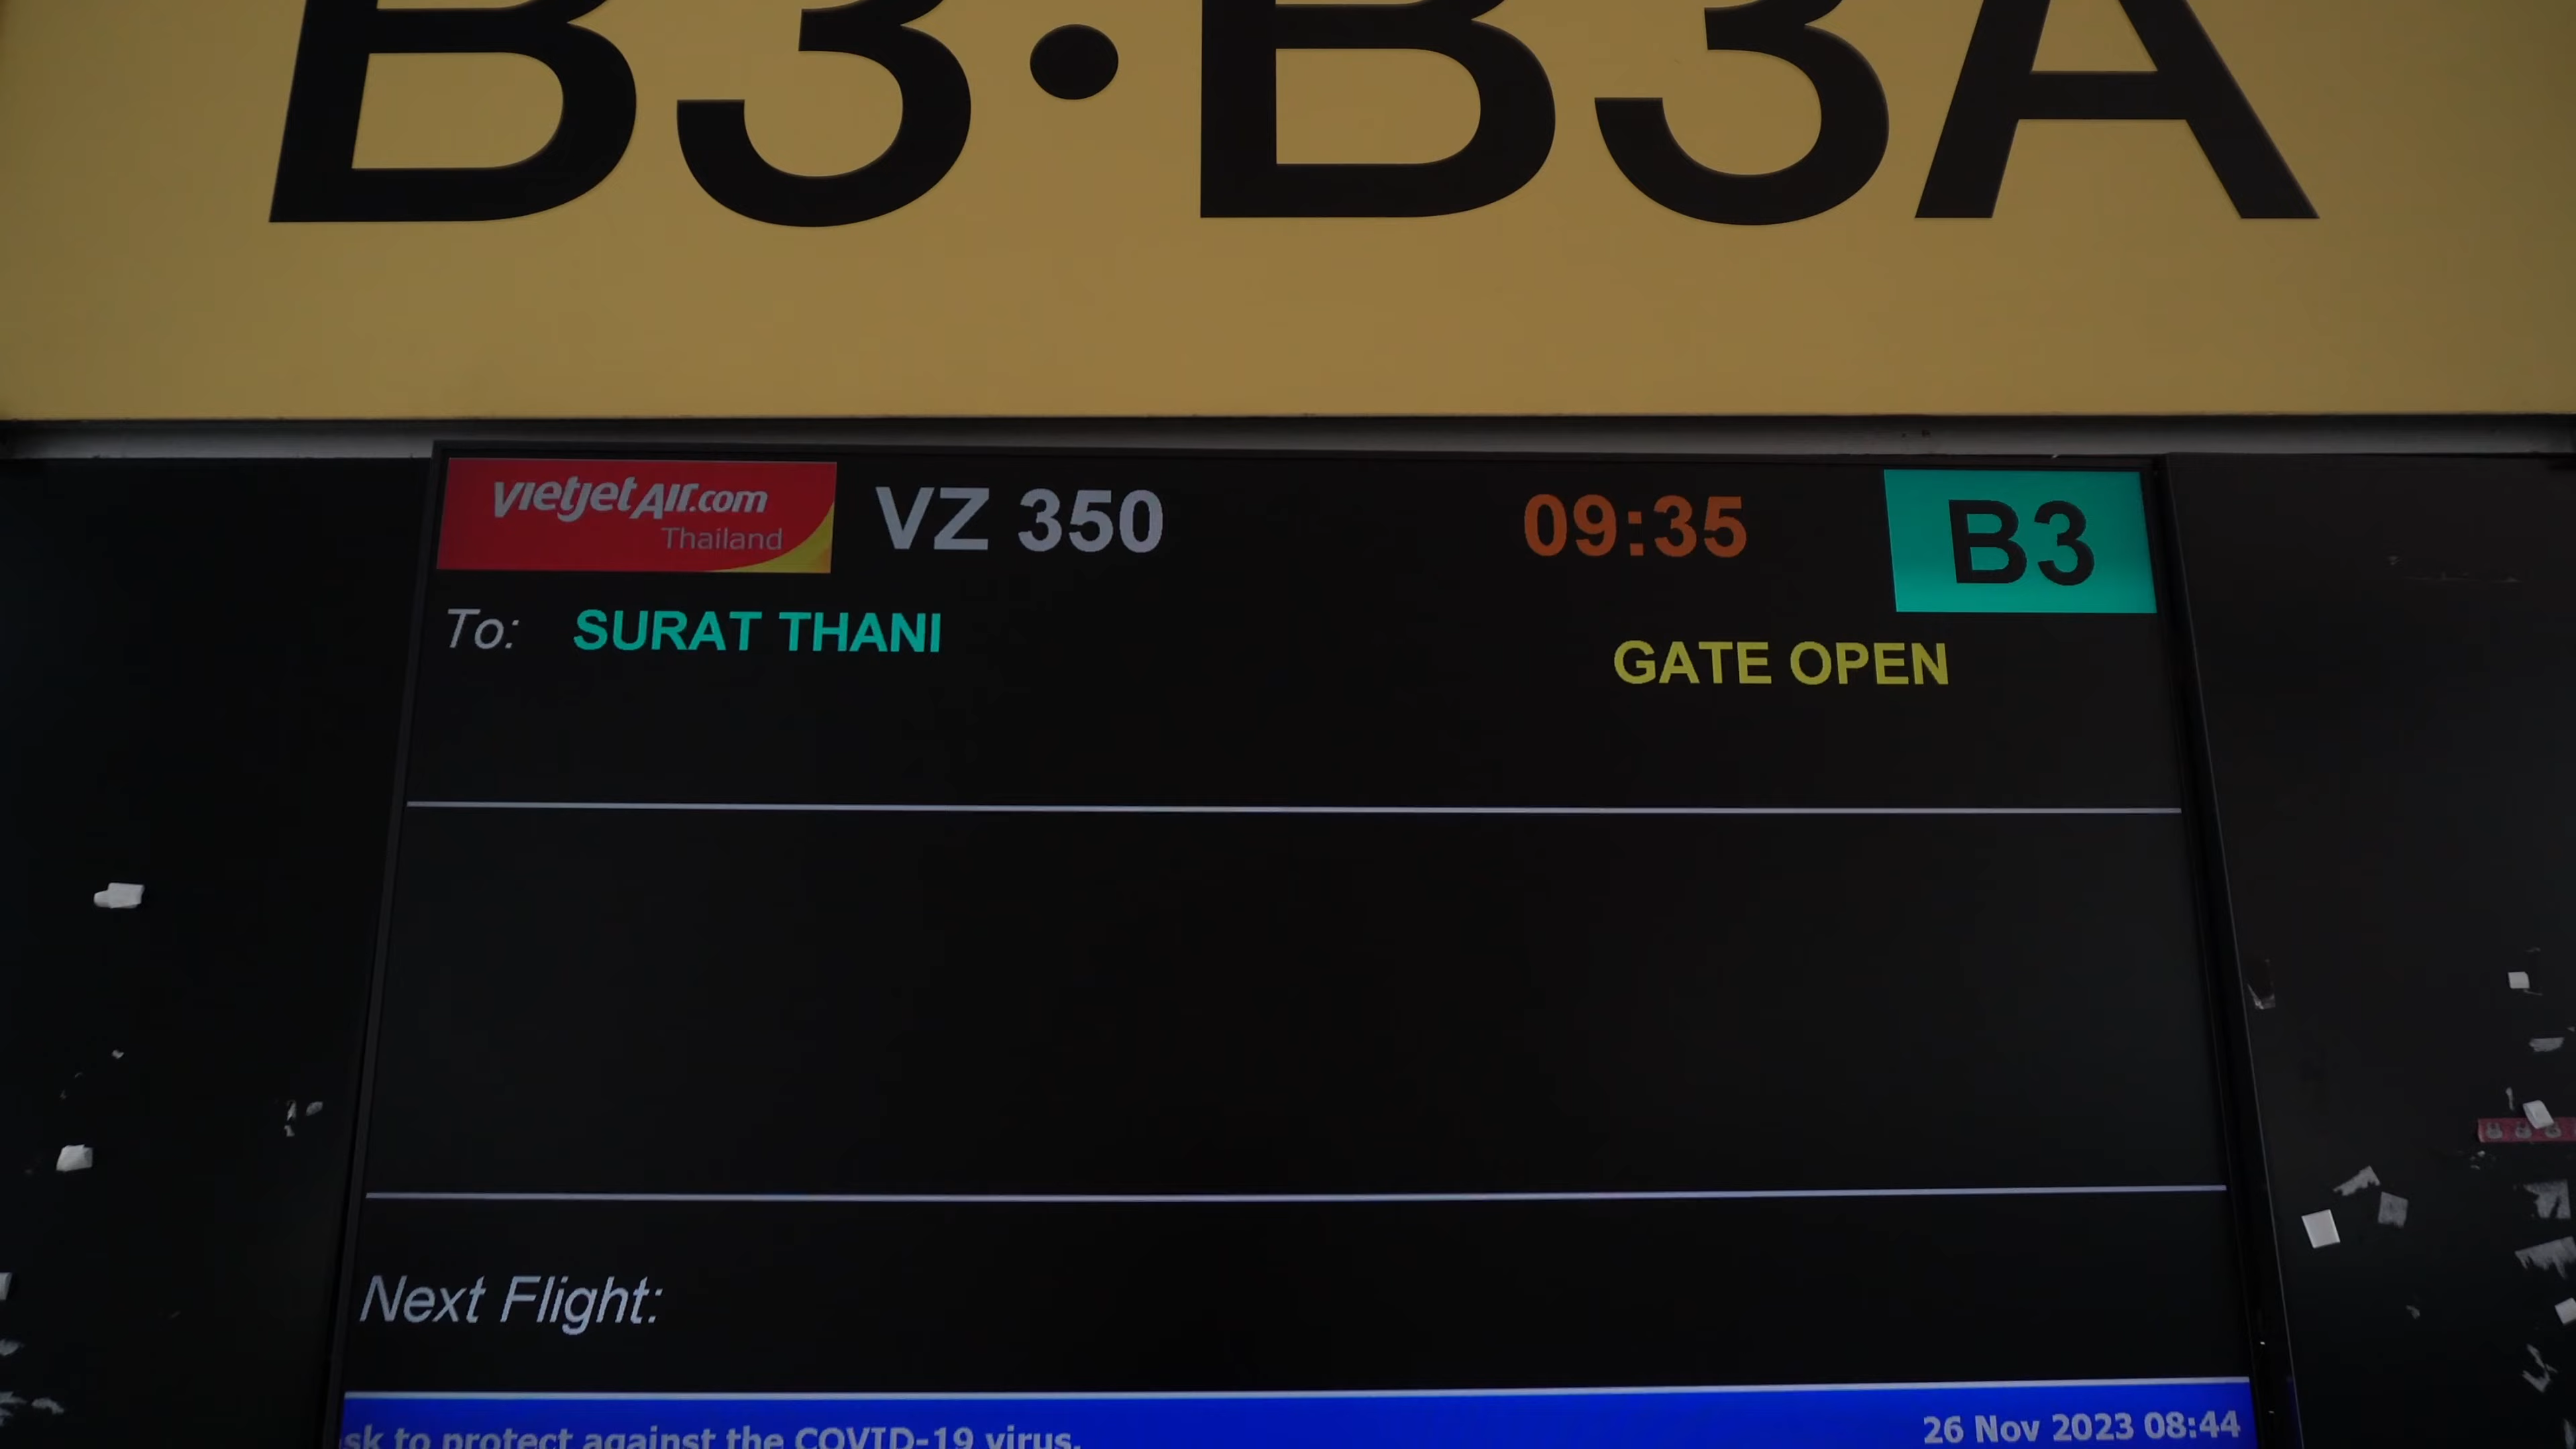 B3•B3A
vietjetAir.com
Thailand
VZ 350
09:35
B3
To: SURAT THANI
GATE OPEN
Next Flight:
sk to protect against the COVID-19 virus.
26 Nov 2023 08:44